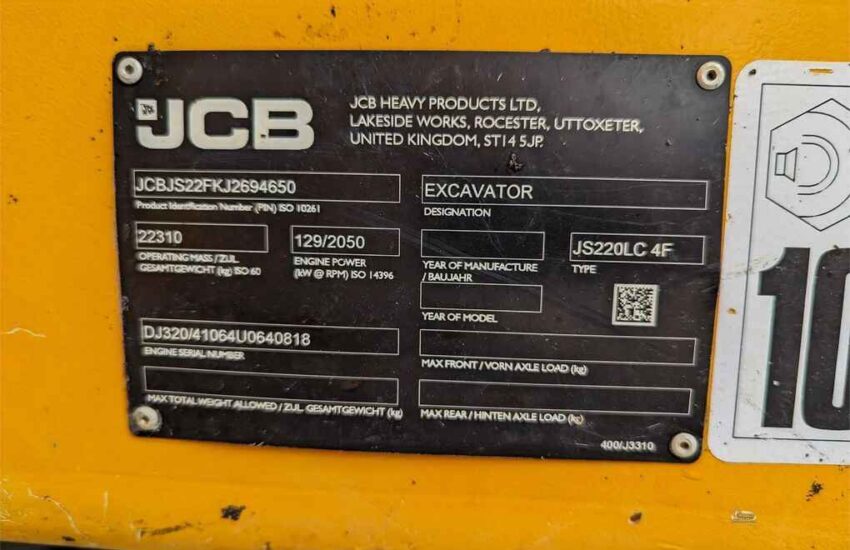 JCB
JCB HEAVY PRODUCTS LTD,
LAKESIDE WORKS, ROCESTER, UTTOXETER,
UNITED KINGDOM, ST14 5JP.
JCBJS22FKJ2694650
Product Identification Number (PIN) ISO 10261
EXCAVATOR
DESIGNATION
22310
OPERATING MASS / ZUL
GESAMTGEWICHT (kg) ISO 60
129/2050
ENGINE POWER
(kW @ RPM) ISO 14396
YEAR OF MANUFACTURE
/ BAUJAHR
JS220LC 4F
TYPE
YEAR OF MODEL
DJ320/41064U0640818
ENGINE SERIAL NUMBER
MAX FRONT / VORN AXLE LOAD (kg)
MAX TOTAL WEIGHT ALLOWED / ZUL GESAMTGEWICHT (kg)
MAX REAR / HINTEN AXLE LOAD (kg)
400/J3310
10